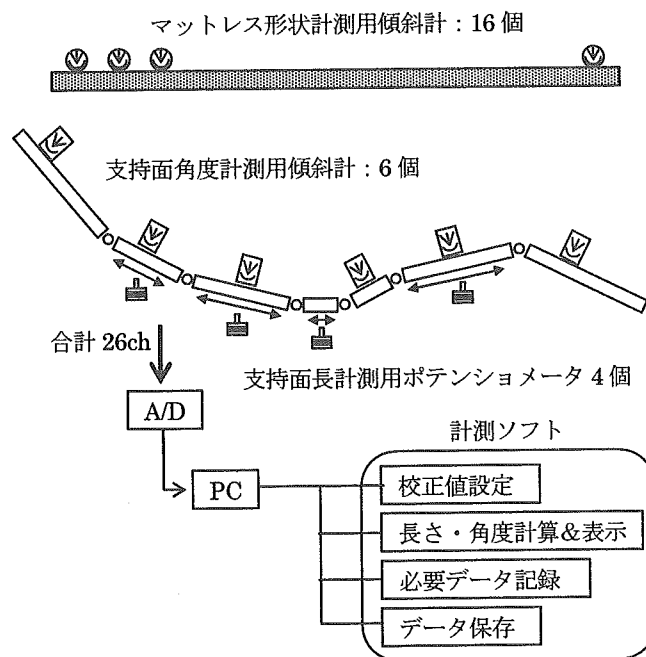 マットレス形状計測用傾斜計：16個
支持面角度計測用傾斜計：6個
合計 26ch
支持面長計測用ポテンショメータ 4個
A/D
計測ソフト
PC
校正値設定
長さ・角度計算＆表示
必要データ記録
データ保存